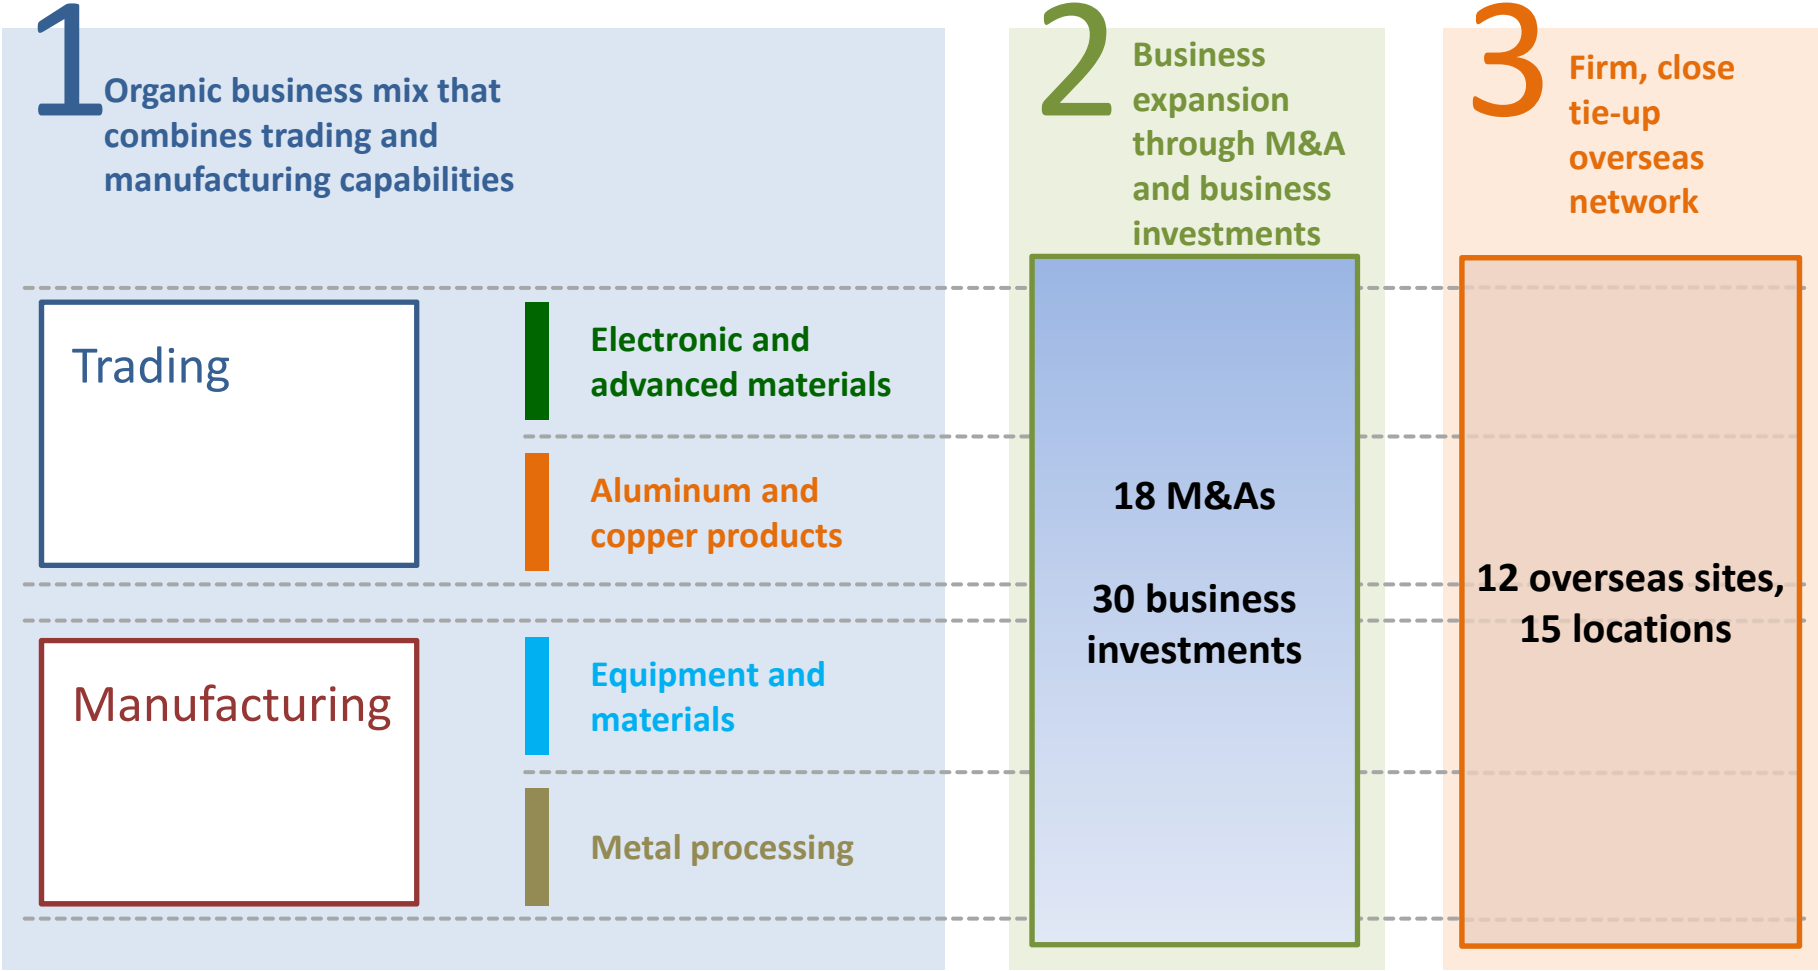 1
Organic business mix that
combines trading and
manufacturing capabilities
2
Business
expansion
through M&A
and business
investments
3
Firm, close
tie-up
overseas
network
Trading
Electronic and
advanced materials
Aluminum and
copper products
Manufacturing
Equipment and
materials
Metal processing
18 M&As
30 business
investments
12 overseas sites,
15 locations